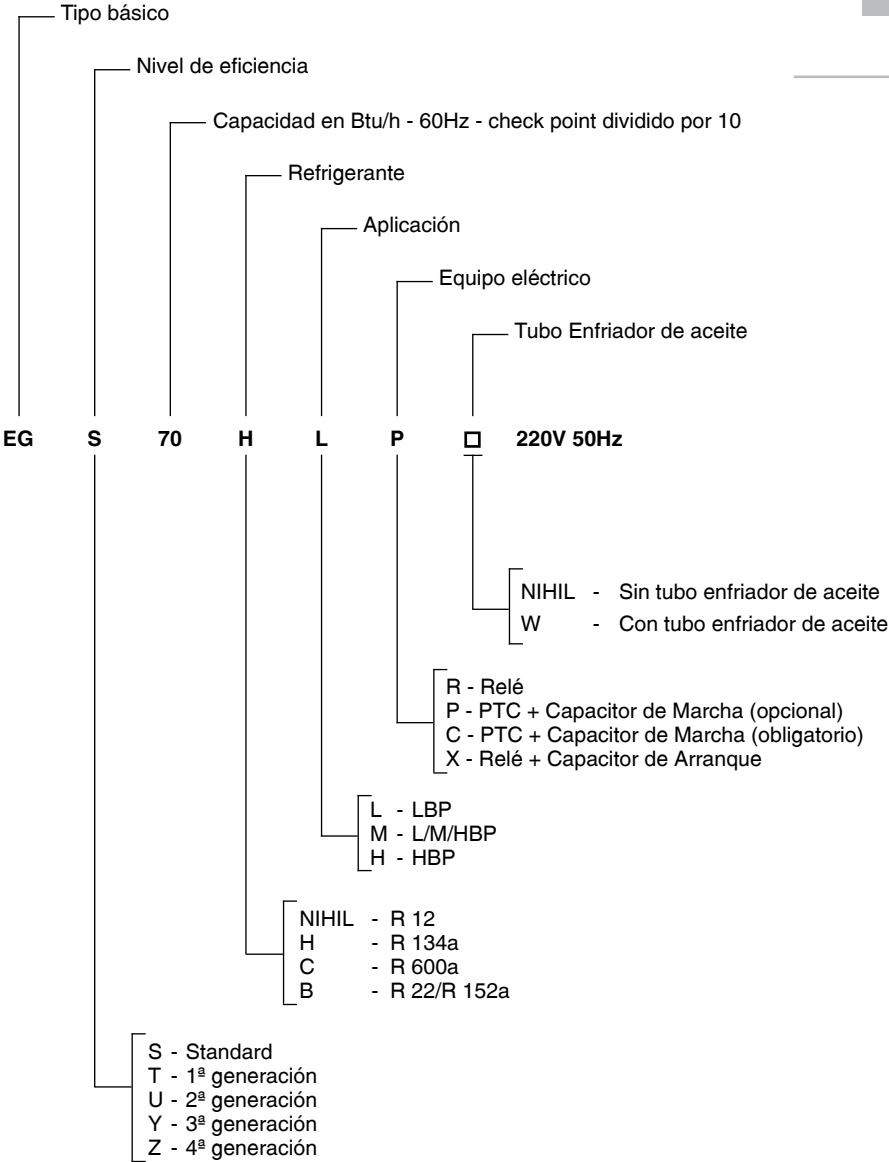 Tipo básico
Nivel de eficiencia
Capacidad en Btu/h - 60Hz - check point dividido por 10
Refrigerante
Aplicación
Equipo eléctrico
Tubo Enfriador de aceite
EG S 70 H L P □ 220V 50Hz
NIHIL - Sin tubo enfriador de aceite
W - Con tubo enfriador de aceite
R - Relé
P - PTC + Capacitor de Marcha (opcional)
C - PTC + Capacitor de Marcha (obligatorio)
X - Relé + Capacitor de Arranque
L - LBP
M - L/M/HBP
H - HBP
NIHIL - R 12
H - R 134a
C - R 600a
B - R 22/R 152a
S - Standard
T - 1ª generación
U - 2ª generación
Y - 3ª generación
Z - 4ª generación